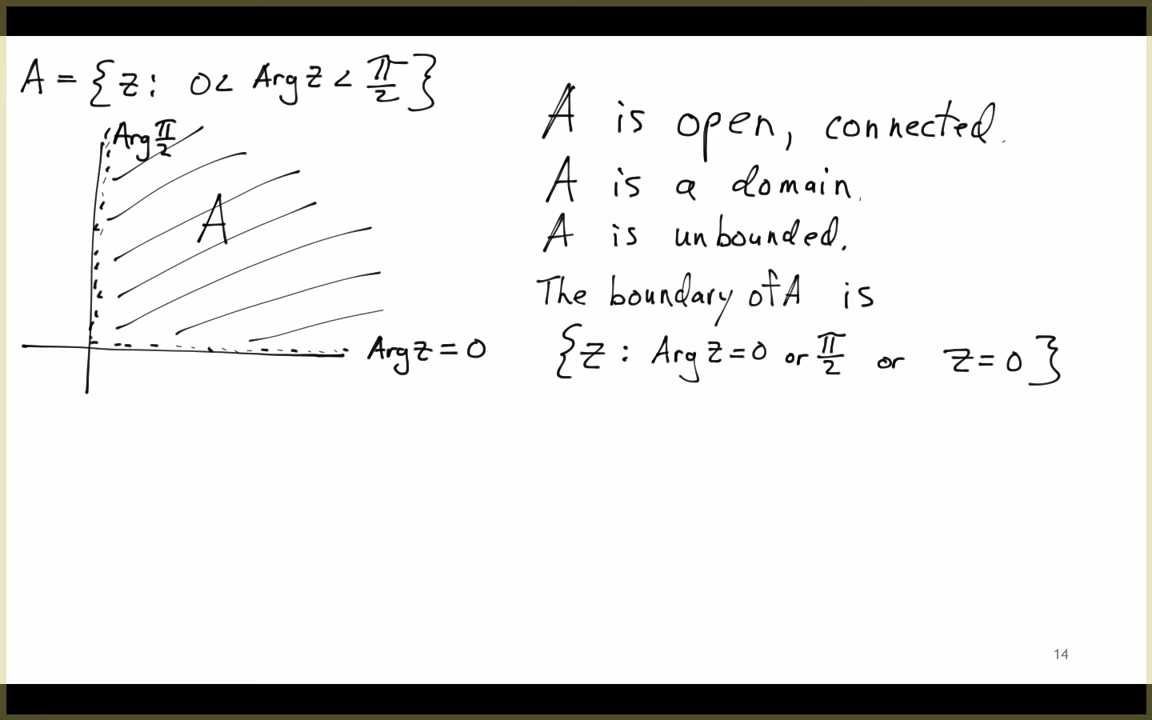 A = {z: 0 < Arg z < π/2}
Arg π/2
A
Arg z = 0
A is open, connected.
A is a domain.
A is unbounded.
The boundary of A is
{z : Arg z = 0 or π/2 or z = 0}
14